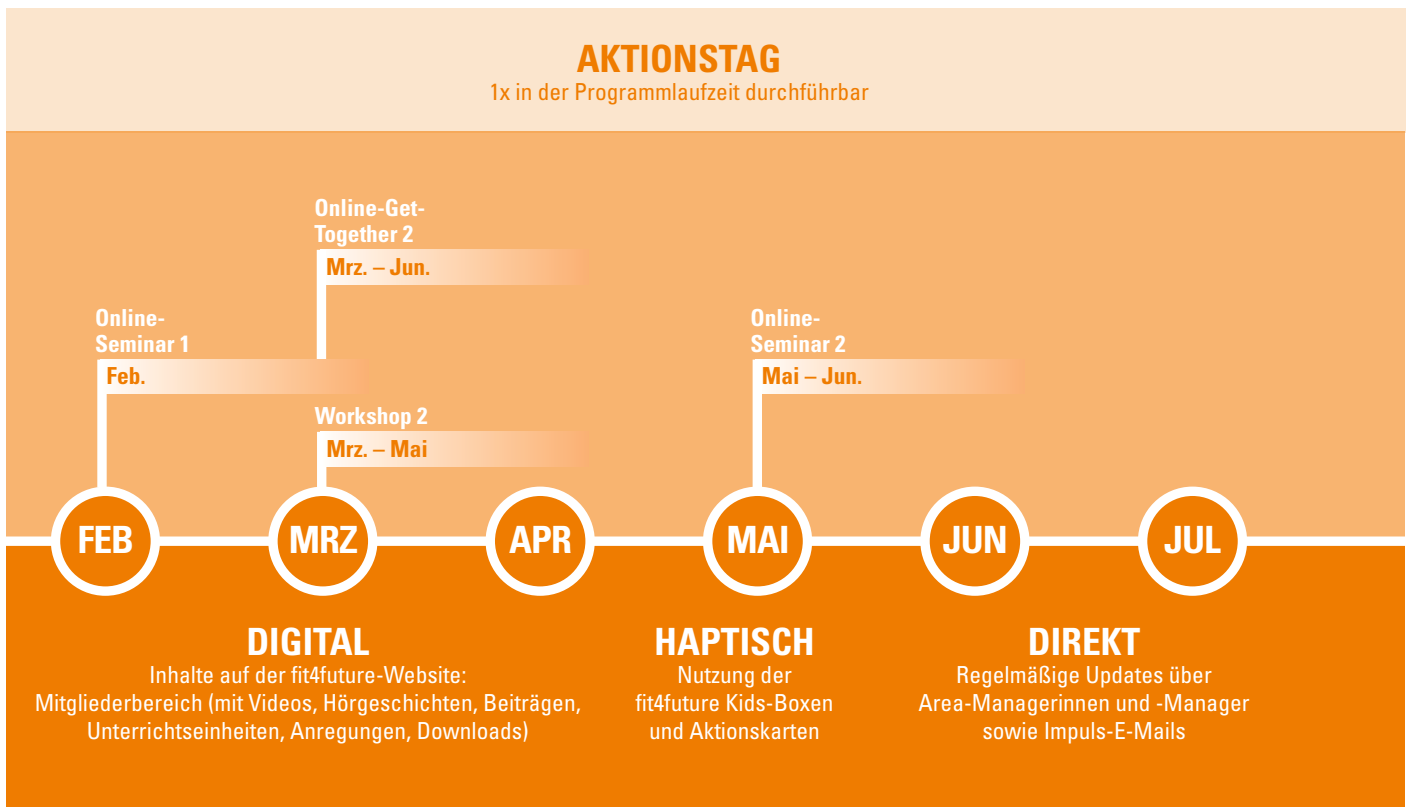 AKTIONSTAG
1x in der Programmlaufzeit durchführbar
Online-Get-
Together 2
Mrz. – Jun.
Online-
Seminar 1
Feb.
Online-
Seminar 2
Mai – Jun.
Workshop 2
Mrz. – Mai
FEB
MRZ
APR
MAI
JUN
JUL
DIGITAL
Inhalte auf der fit4future-Website:
Mitgliederbereich (mit Videos, Hörgeschichten, Beiträgen,
Unterrichtseinheiten, Anregungen, Downloads)
HAPTISCH
Nutzung der
fit4future Kids-Boxen
und Aktionskarten
DIREKT
Regelmäßige Updates über
Area-Managerinnen und -Manager
sowie Impuls-E-Mails